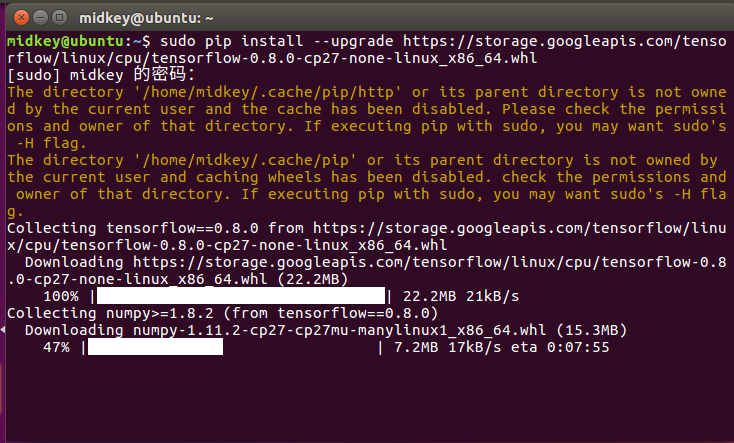 midkey@ubuntu: ~
midkey@ubuntu:~$ sudo pip install --upgrade https://storage.googleapis.com/tenso
rflow/linux/cpu/tensorflow-0.8.0-cp27-none-linux_x86_64.whl
[sudo] midkey 的密码：
The directory '/home/midkey/.cache/pip/http' or its parent directory is not owne
d by the current user and the cache has been disabled. Please check the permissi
ons and owner of that directory. If executing pip with sudo, you may want sudo's
 -H flag.
The directory '/home/midkey/.cache/pip' or its parent directory is not owned by
the current user and caching wheels has been disabled. check the permissions and
 owner of that directory. If executing pip with sudo, you may want sudo's -H fla
g.
Collecting tensorflow==0.8.0 from https://storage.googleapis.com/tensorflow/linu
x/cpu/tensorflow-0.8.0-cp27-none-linux_x86_64.whl
  Downloading https://storage.googleapis.com/tensorflow/linux/cpu/tensorflow-0.8
.0-cp27-none-linux_x86_64.whl (22.2MB)
    100% || 22.2MB 21kB/s
Collecting numpy>=1.8.2 (from tensorflow==0.8.0)
  Downloading numpy-1.11.2-cp27-cp27mu-manylinux1_x86_64.whl (15.3MB)
    47% | | 7.2MB 17kB/s eta 0:07:55